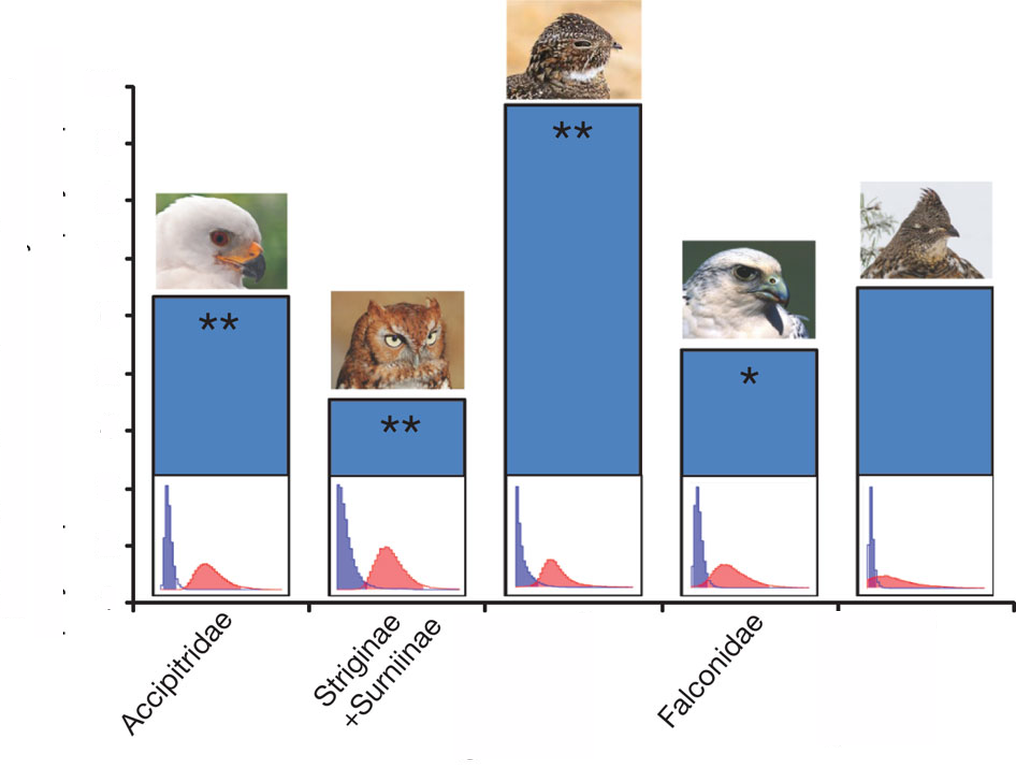 **
**
**
*
Accipitridae
Striginae
+Surniinae
Falconidae